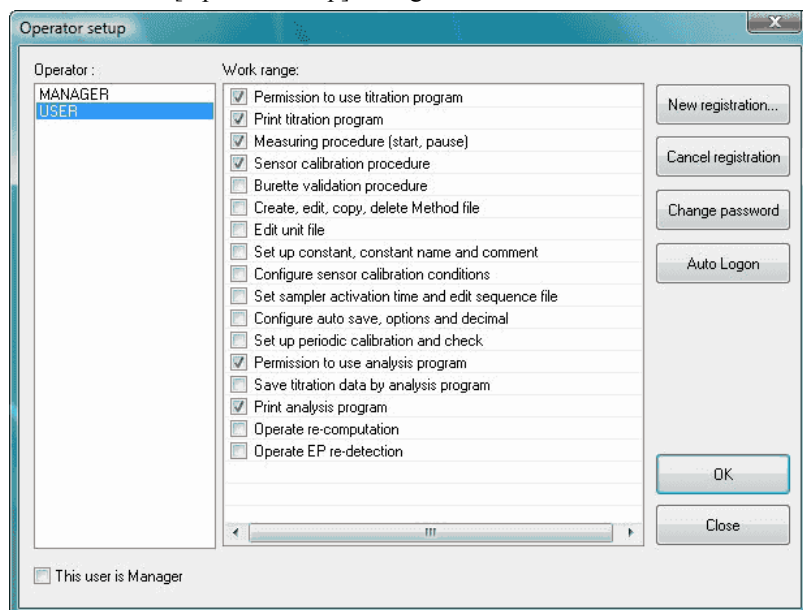 Operator setup
Operator :
MANAGER
USER
Work range:
Permission to use titration program
Print titration program
Measuring procedure (start, pause)
Sensor calibration procedure
Burette validation procedure
Create, edit, copy, delete Method file
Edit unit file
Set up constant, constant name and comment
Configure sensor calibration conditions
Set sampler activation time and edit sequence file
Configure auto save, options and decimal
Set up periodic calibration and check
Permission to use analysis program
Save titration data by analysis program
Print analysis program
Operate re-computation
Operate EP re-detection
New registration...
Cancel registration
Change password
Auto Logon
OK
Close
This user is Manager